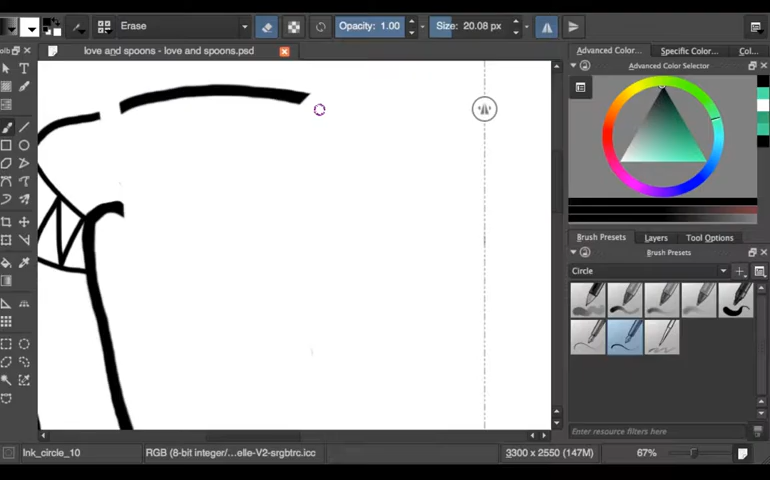 Erase
Opacity: 1.00
Size: 20.08 px
love and spoons - love and spoons.psd
Advanced Color...
Specific Color...
Col...
Advanced Color Selector
Brush Presets
Layers
Tool Options
Brush Presets
Circle
Enter resource filters here
Ink_circle_10
RGB (8-bit integer/...elle-V2-srgbtrc.icc
3300 x 2550 (147M)
67%